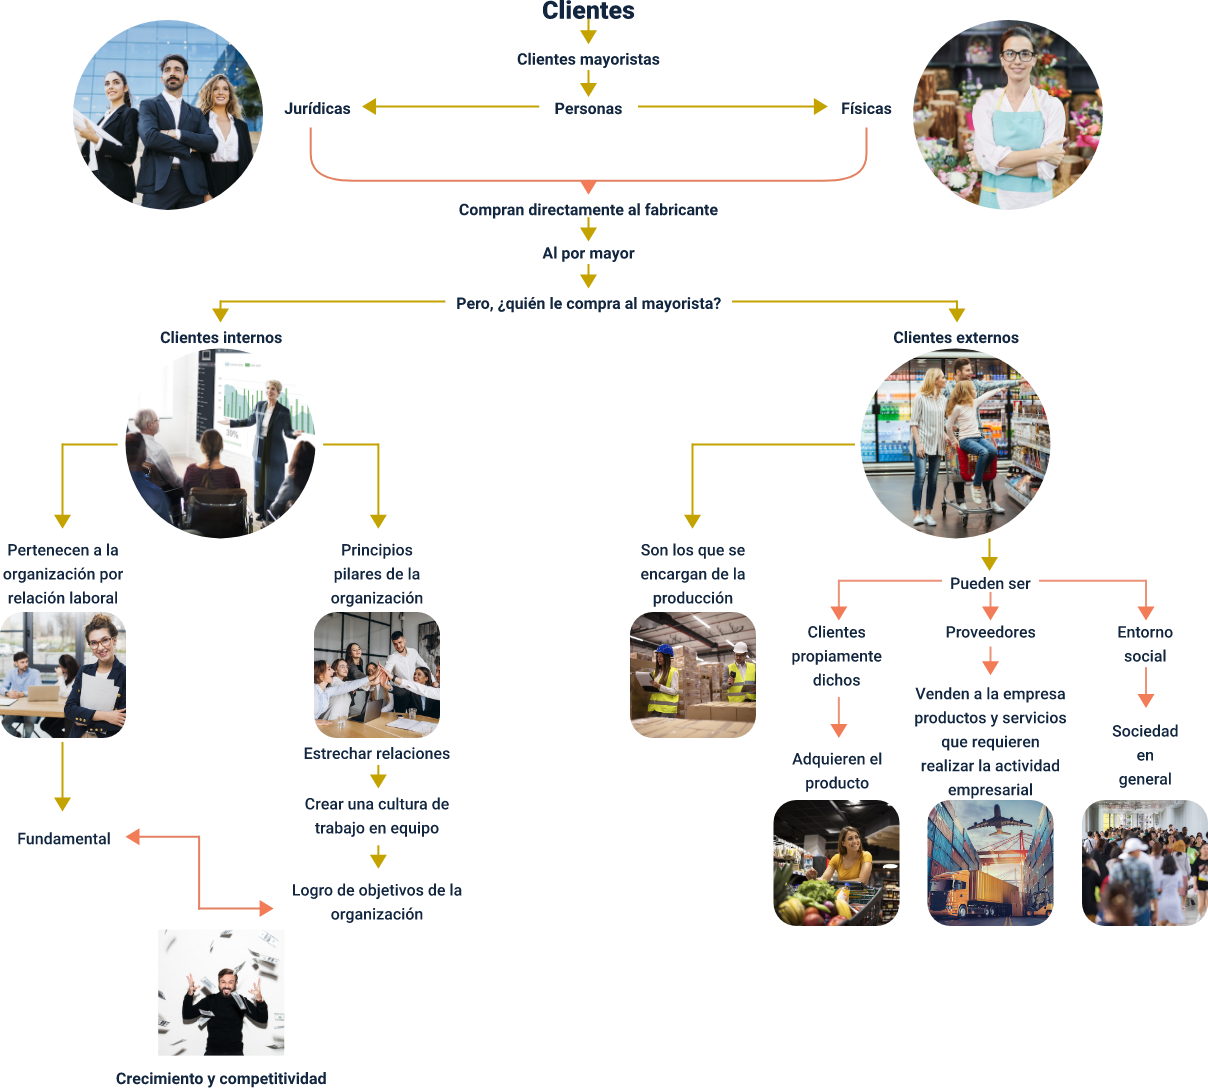 Clientes
Clientes mayoristas
Jurídicas
Personas
Físicas
Compran directamente al fabricante
Al por mayor
Pero, ¿quién le compra al mayorista?
Clientes internos
Clientes externos
39%
Pertenecen a la
organización por
relación laboral
Principios
pilares de la
organización
Son los que se
encargan de la
producción
Pueden ser
Clientes
propiamente
dichos
Proveedores
Entorno
social
Venden a la empresa
productos y servicios
que requieren
realizar la actividad
empresarial
Sociedad
en
general
Adquieren el
producto
Estrechar relaciones
Crear una cultura de
trabajo en equipo
Fundamental
Logro de objetivos de la
organización
Crecimiento y competitividad